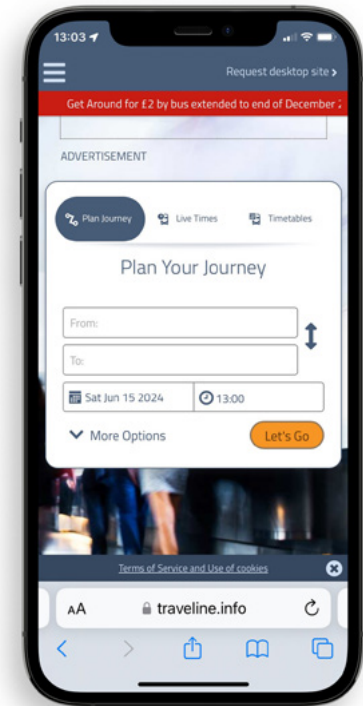 13:03
Request desktop site
Get Around for £2 by bus extended to end of December
ADVERTISEMENT
Plan Journey
Live Times
Timetables
Plan Your Journey
From:
To:
Sat Jun 15 2024
13:00
More Options
Let's Go
Terms of Service and Use of cookies
AA
traveline.info